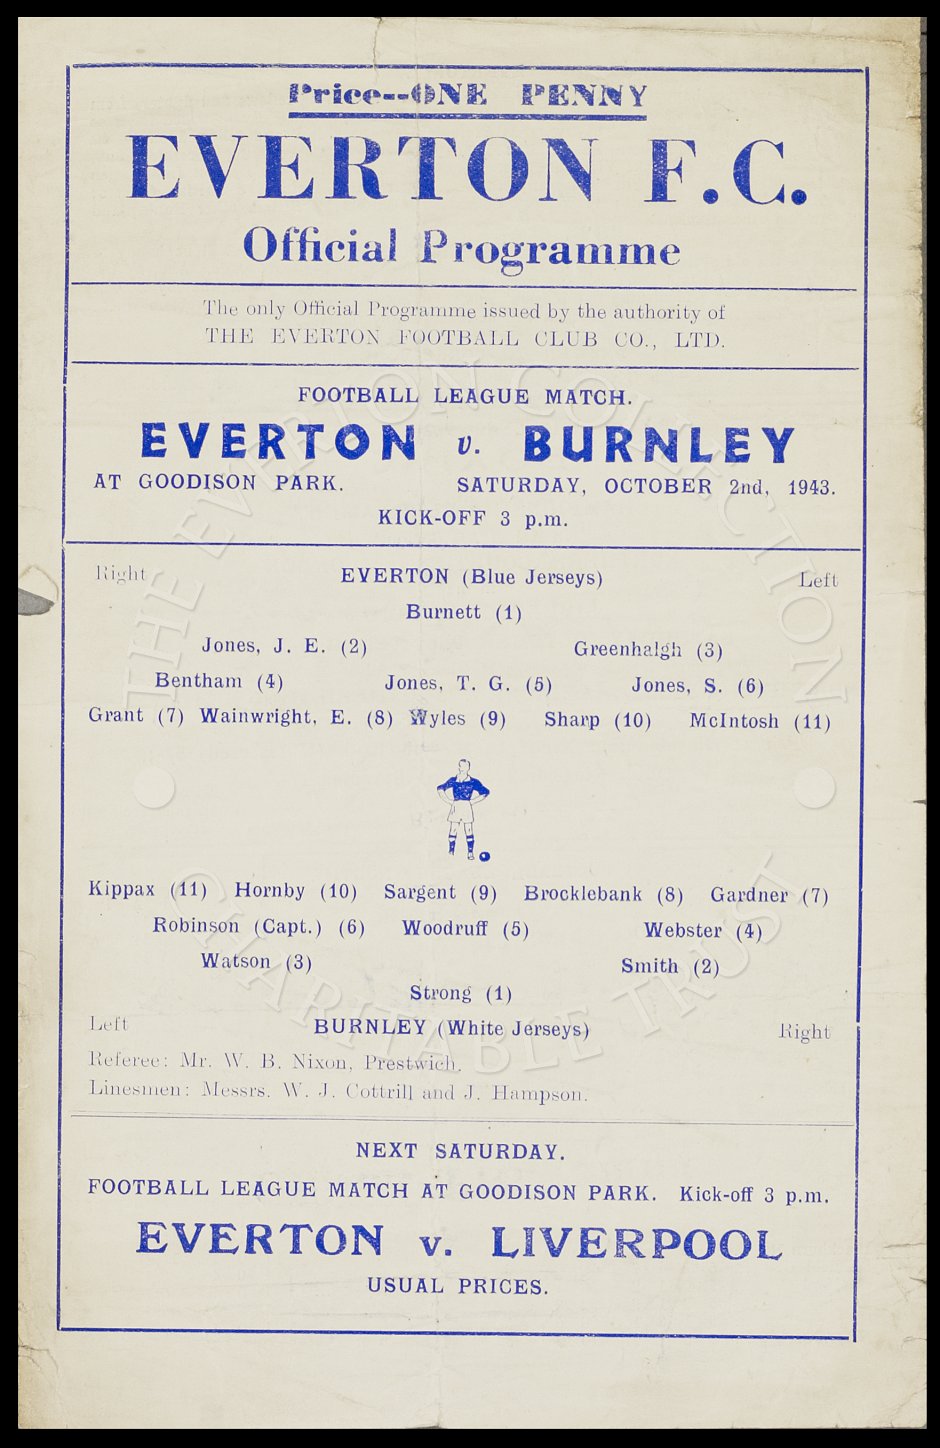 Price--ONE PENNY
EVERTON F.C.
Official Programme
The only Official Programme issued by the authority of
THE EVERTON FOOTBALL CLUB CO., LTD.
FOOTBALL LEAGUE MATCH.
EVERTON v. BURNLEY
AT GOODISON PARK. SATURDAY, OCTOBER 2nd, 1943.
KICK-OFF 3 p.m.
Right EVERTON (Blue Jerseys) Left
Burnett (1)
Jones, J. E. (2) Greenhalgh (3)
Bentham (4) Jones, T. G. (5) Jones, S. (6)
Grant (7) Wainwright, E. (8) Wyles (9) Sharp (10) McIntosh (11)
Kippax (11) Hornby (10) Sargent (9) Brocklebank (8) Gardner (7)
Robinson (Capt.) (6) Woodruff (5) Webster (4)
Watson (3) Smith (2)
Strong (1)
Left BURNLEY (White Jerseys) Right
Referee: Mr. W. B. Nixon, Prestwich.
Linesmen: Messrs. W. J. Cottrill and J. Hampson.
NEXT SATURDAY.
FOOTBALL LEAGUE MATCH AT GOODISON PARK. Kick-off 3 p.m.
EVERTON v. LIVERPOOL
USUAL PRICES.
THE EVERTON COLLECTION
CHARITABLE TRUST